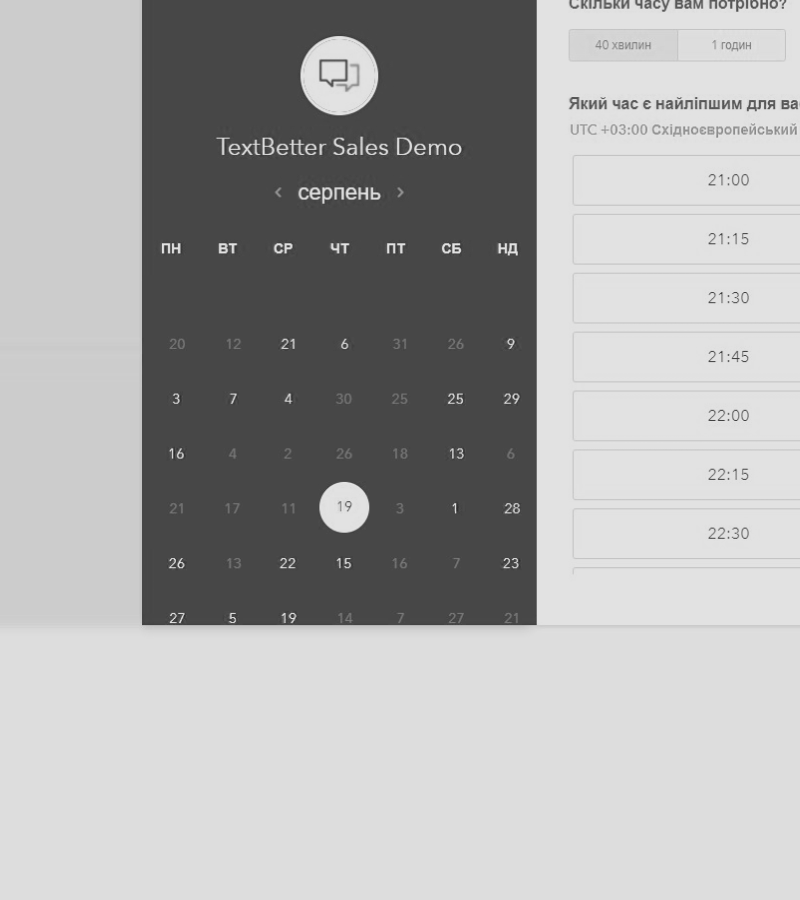 TextBetter Sales Demo
серпень
ПН ВТ СР ЧТ ПТ СБ НД
20 12 21 6 31 26 9
3 7 4 30 25 25 29
16 4 2 26 18 13 6
21 17 11 19 3 1 28
26 13 22 15 16 7 23
27 5 19 14 7 27 21
Скільки часу вам потрібно?
40 хвилин 1 годин
Який час є найліпшим для ва
UTC +03:00 Східноєвропейський
21:00
21:15
21:30
21:45
22:00
22:15
22:30